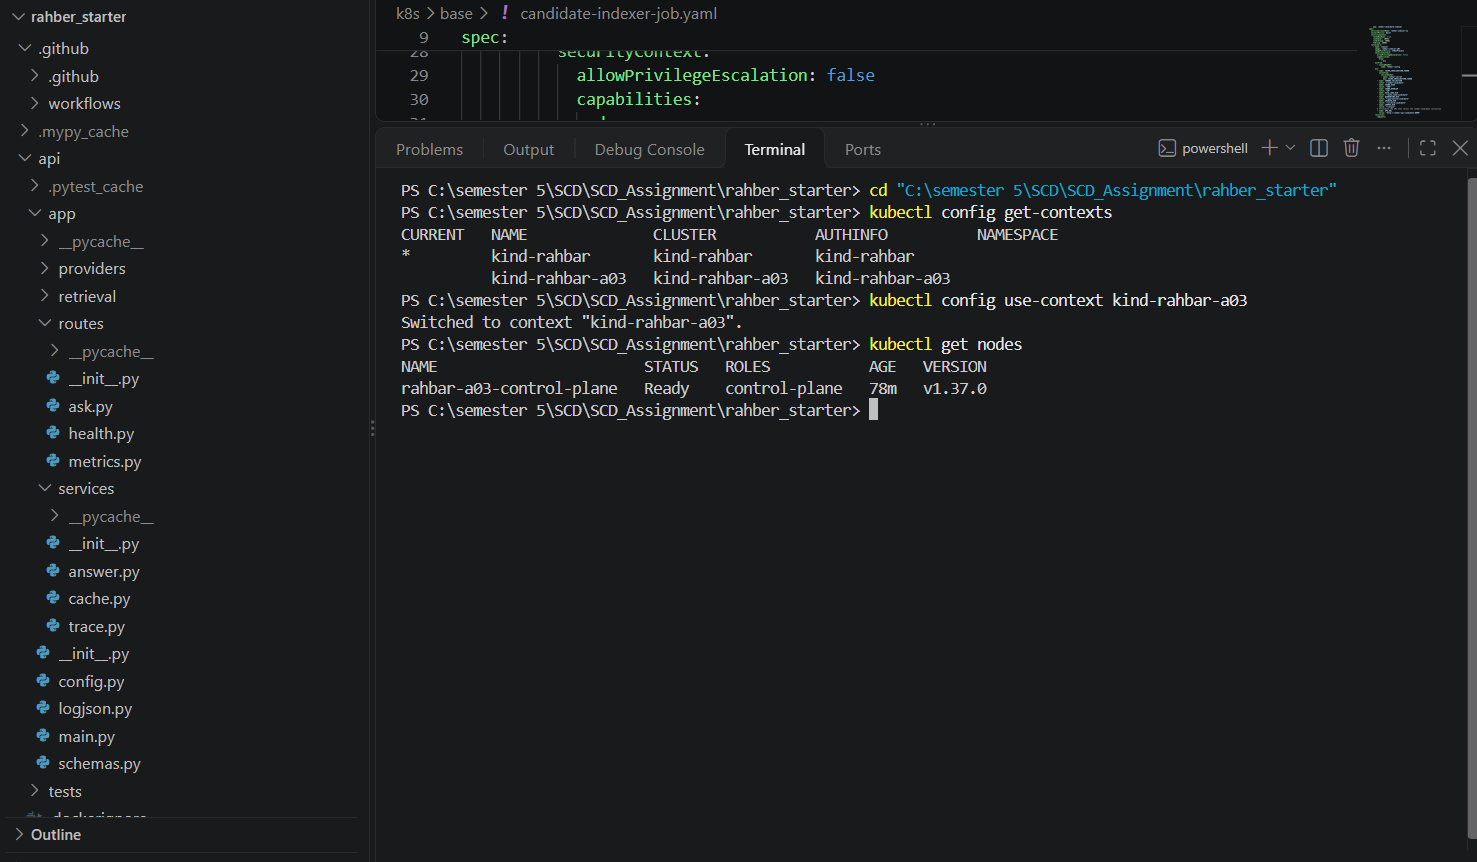 rahber_starter
.github
.github
workflows
.mypy_cache
api
.pytest_cache
app
__pycache__
providers
retrieval
routes
__pycache__
__init__.py
ask.py
health.py
metrics.py
services
__pycache__
__init__.py
answer.py
cache.py
trace.py
__init__.py
config.py
logjson.py
main.py
schemas.py
tests
.dockerignore
Outline
k8s > base > ! candidate-indexer-job.yaml
9 spec:
28 securityContext:
29 allowPrivilegeEscalation: false
30 capabilities:
31
Problems Output Debug Console Terminal Ports powershell
PS C:\semester 5\SCD\SCD_Assignment\rahber_starter> cd "C:\semester 5\SCD\SCD_Assignment\rahber_starter"
PS C:\semester 5\SCD\SCD_Assignment\rahber_starter> kubectl config get-contexts
CURRENT NAME CLUSTER AUTHINFO NAMESPACE
* kind-rahbar kind-rahbar kind-rahbar
kind-rahbar-a03 kind-rahbar-a03 kind-rahbar-a03
PS C:\semester 5\SCD\SCD_Assignment\rahber_starter> kubectl config use-context kind-rahbar-a03
Switched to context "kind-rahbar-a03".
PS C:\semester 5\SCD\SCD_Assignment\rahber_starter> kubectl get nodes
NAME STATUS ROLES AGE VERSION
rahbar-a03-control-plane Ready control-plane 78m v1.37.0
PS C:\semester 5\SCD\SCD_Assignment\rahber_starter>